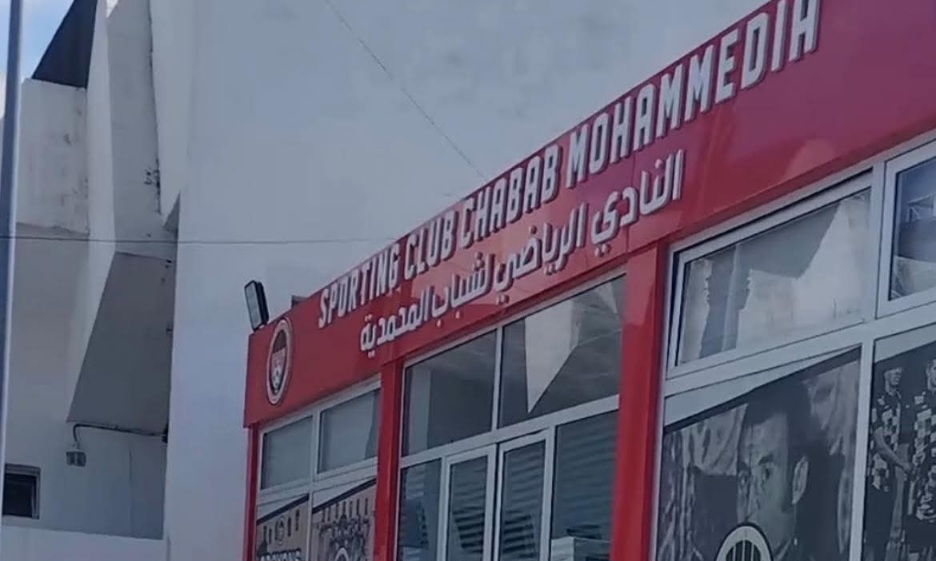 SPORTING CLUB CHABAB MOHAMMEDIA
النادي الرياضي لشباب المحمدية